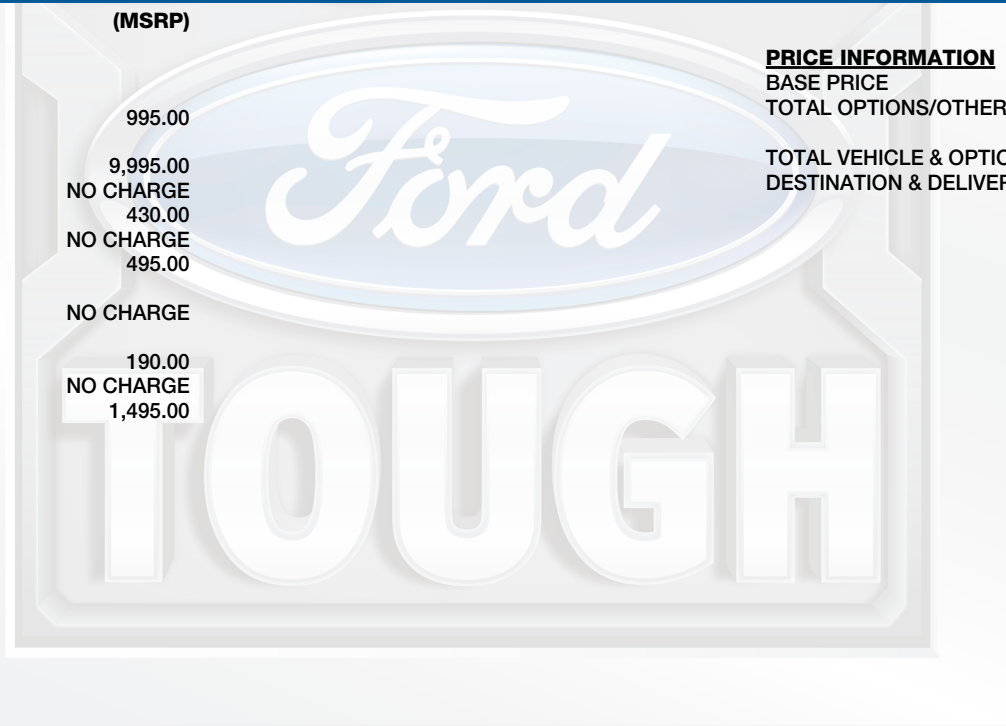 (MSRP)
995.00
9,995.00
NO CHARGE
430.00
NO CHARGE
495.00
NO CHARGE
190.00
NO CHARGE
1,495.00
PRICE INFORMATION
BASE PRICE
TOTAL OPTIONS/OTHER
TOTAL VEHICLE & OPTIO
DESTINATION & DELIVER
Ford
TOUGH